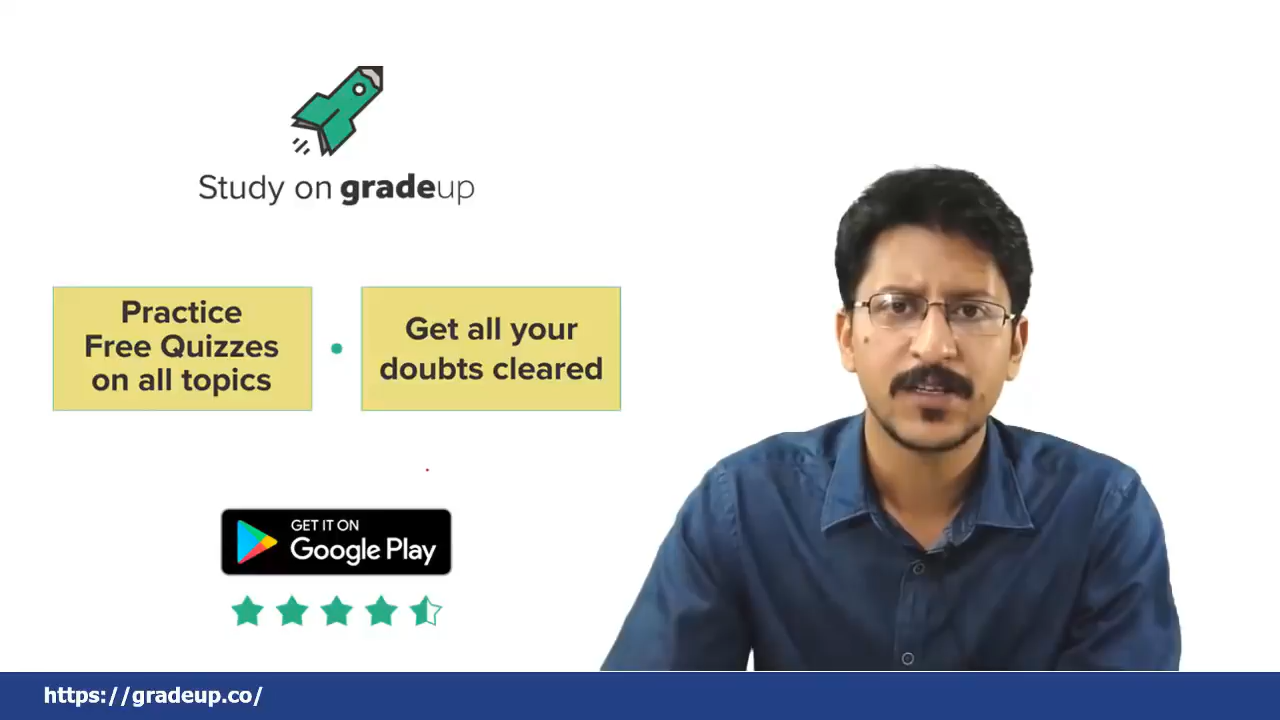 Study on gradeup
Practice
Free Quizzes
on all topics
Get all your
doubts cleared
GET IT ON
Google Play
https://gradeup.co/